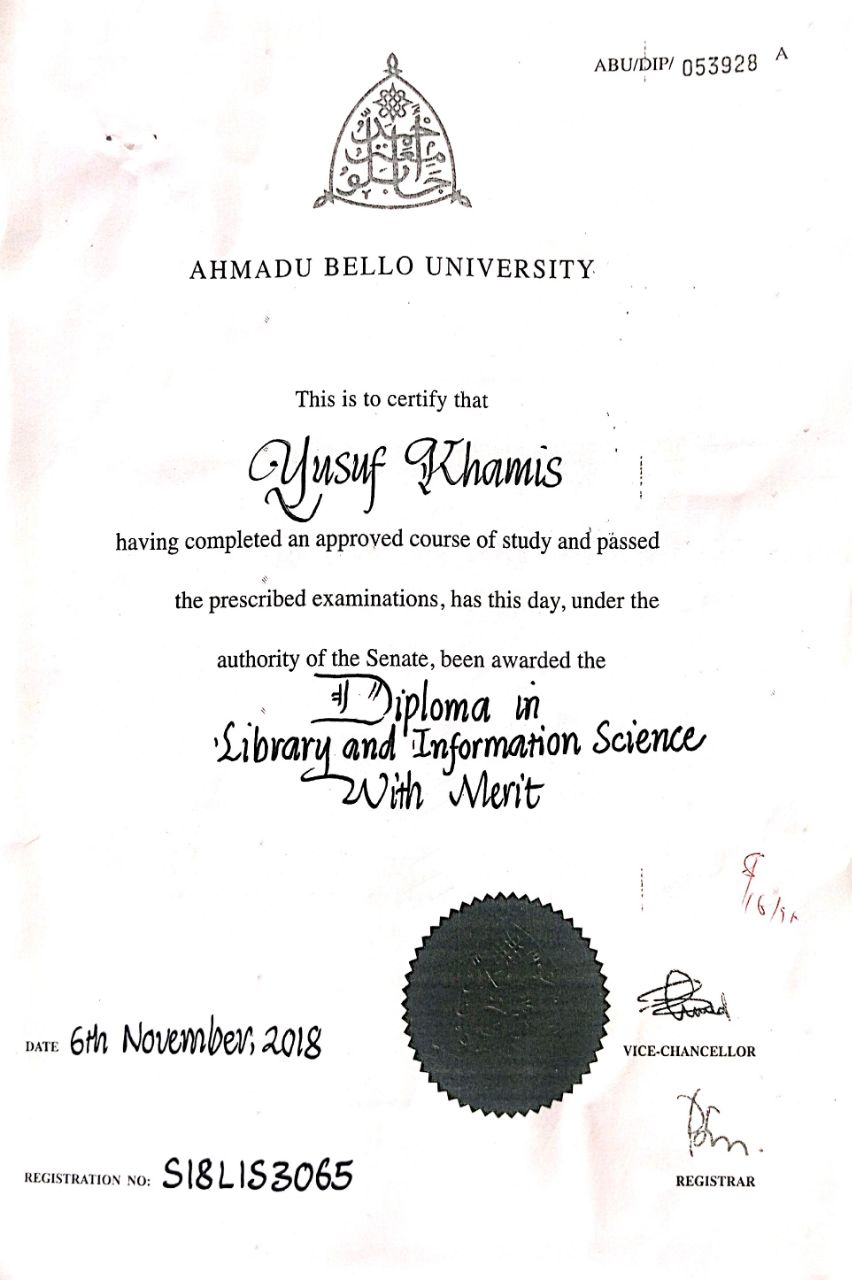 ABU/DIP/ 053928 A
AHMADU BELLO UNIVERSITY
This is to certify that
Yusuf Khamis
having completed an approved course of study and passed
the prescribed examinations, has this day, under the
authority of the Senate, been awarded the
Diploma in
Library and Information Science
With Merit
DATE 6th November, 2018
VICE-CHANCELLOR
REGISTRATION NO: S18LIS3065
REGISTRAR